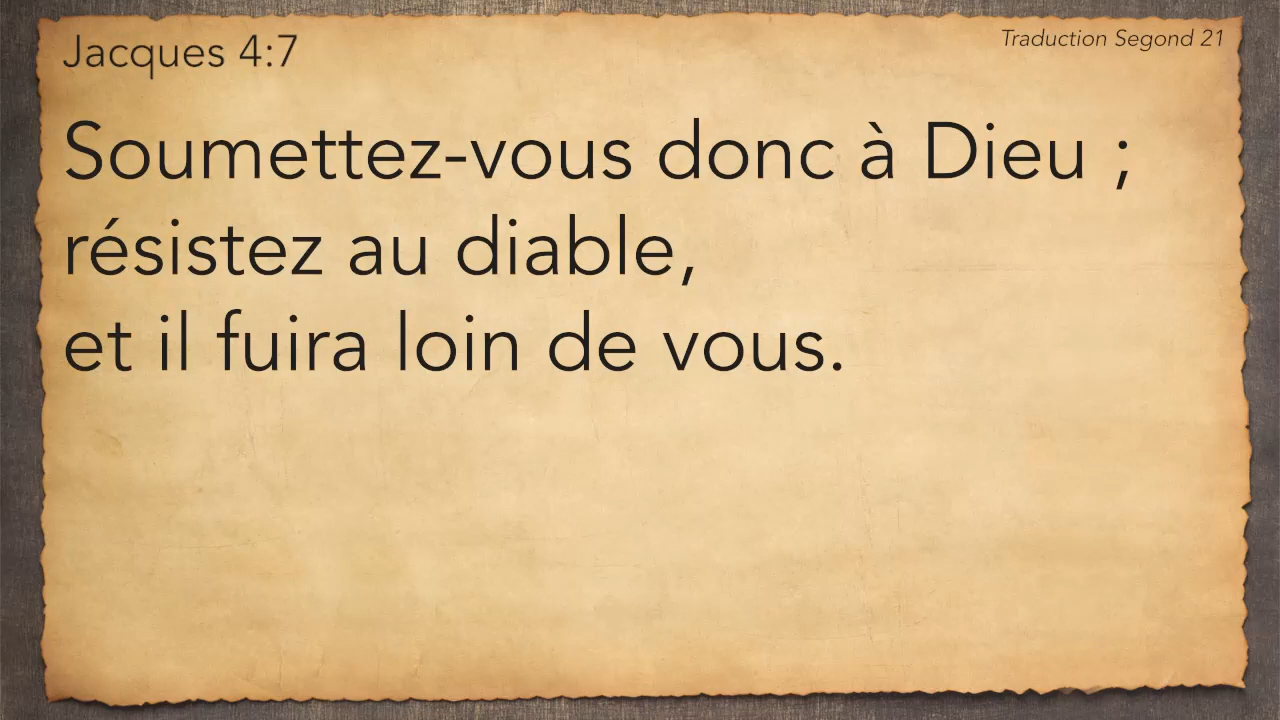 Jacques 4:7
Traduction Segond 21
Soumettez-vous donc à Dieu ;
résistez au diable,
et il fuira loin de vous.